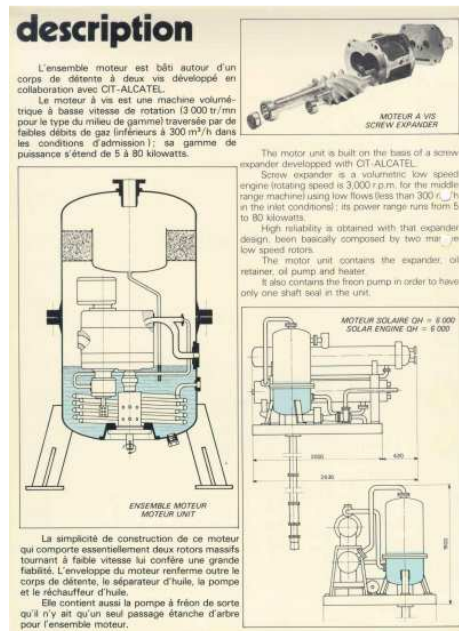 description
L'ensemble moteur est bâti autour d'un
corps de détente à deux vis développé en
collaboration avec CIT-ALCATEL.
Le moteur à vis est une machine volumé-
trique à basse vitesse de rotation (3 000 tr/mn
pour le type du milieu de gamme) traversée par de
faibles débits de gaz (inférieurs à 300 m³/h dans
les conditions d'admission) ; sa gamme de
puissance s'étend de 5 à 80 kilowatts.
ENSEMBLE MOTEUR
MOTOR UNIT
La simplicité de construction de ce moteur
qui comporte essentiellement deux rotors massifs
tournant à faible vitesse lui confère une grande
fiabilité. L'enveloppe du moteur renferme outre le
corps de détente, le séparateur d'huile, la pompe
et le réchauffeur d'huile.
Elle contient aussi la pompe à fréon de sorte
qu'il n'y ait qu'un seul passage étanche d'arbre
pour l'ensemble moteur.
MOTEUR A VIS
SCREW EXPANDER
The motor unit is built on the basis of a screw
expander developped with CIT-ALCATEL.
Screw expander is a volumetric low speed
engine (rotating speed is 3,000 r.p.m. for the middle
range machine) using low flows (less than 300
in the inlet conditions) ; its power range runs from 5
to 80 kilowatts.
High reliability is obtained with that expander
design, been basically composed by two
low speed rotors.
The motor unit contains the expander, oil
retainer, oil pump and heater.
It also contains the freon pump in order to have
only one shaft seal in the unit.
MOTEUR SOLAIRE QH = 6 000
SOLAR ENGINE QH = 6 000